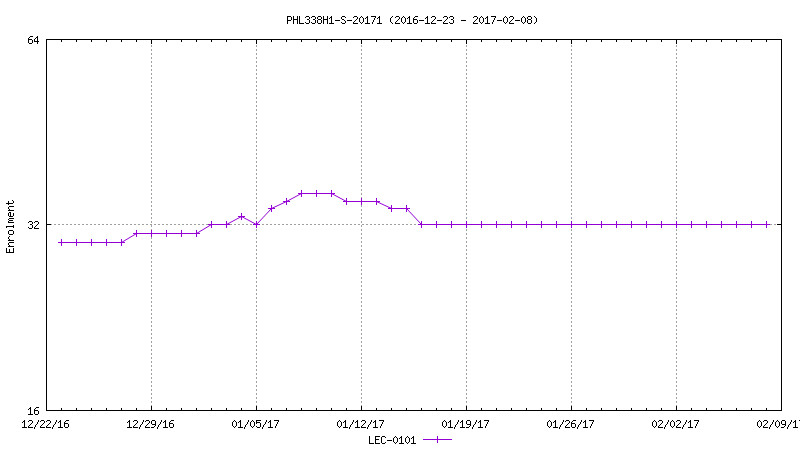 PHL338H1-S-20171 (2016-12-23 - 2017-02-08)
64
32
16
Enrolment
12/22/16 12/29/16 01/05/17 01/12/17 01/19/17 01/26/17 02/02/17 02/09/1
LEC-0101